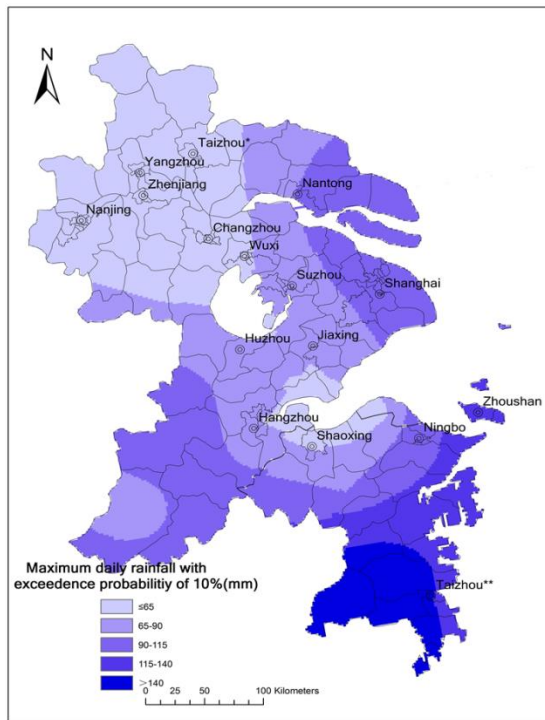 N
Taizhou*
Yangzhou
Zhenjiang
Nantong
Nanjing
Changzhou
Wuxi
Suzhou
Shanghai
Huzhou
Jiaxing
Zhoushan
Hangzhou
Ningbo
Shaoxing
Maximum daily rainfall with
exceedence probabilitiy of 10%(mm)
Taizhou**
≤65
65-90
90-115
115-140
>140
0 25 50 100 Kilometers